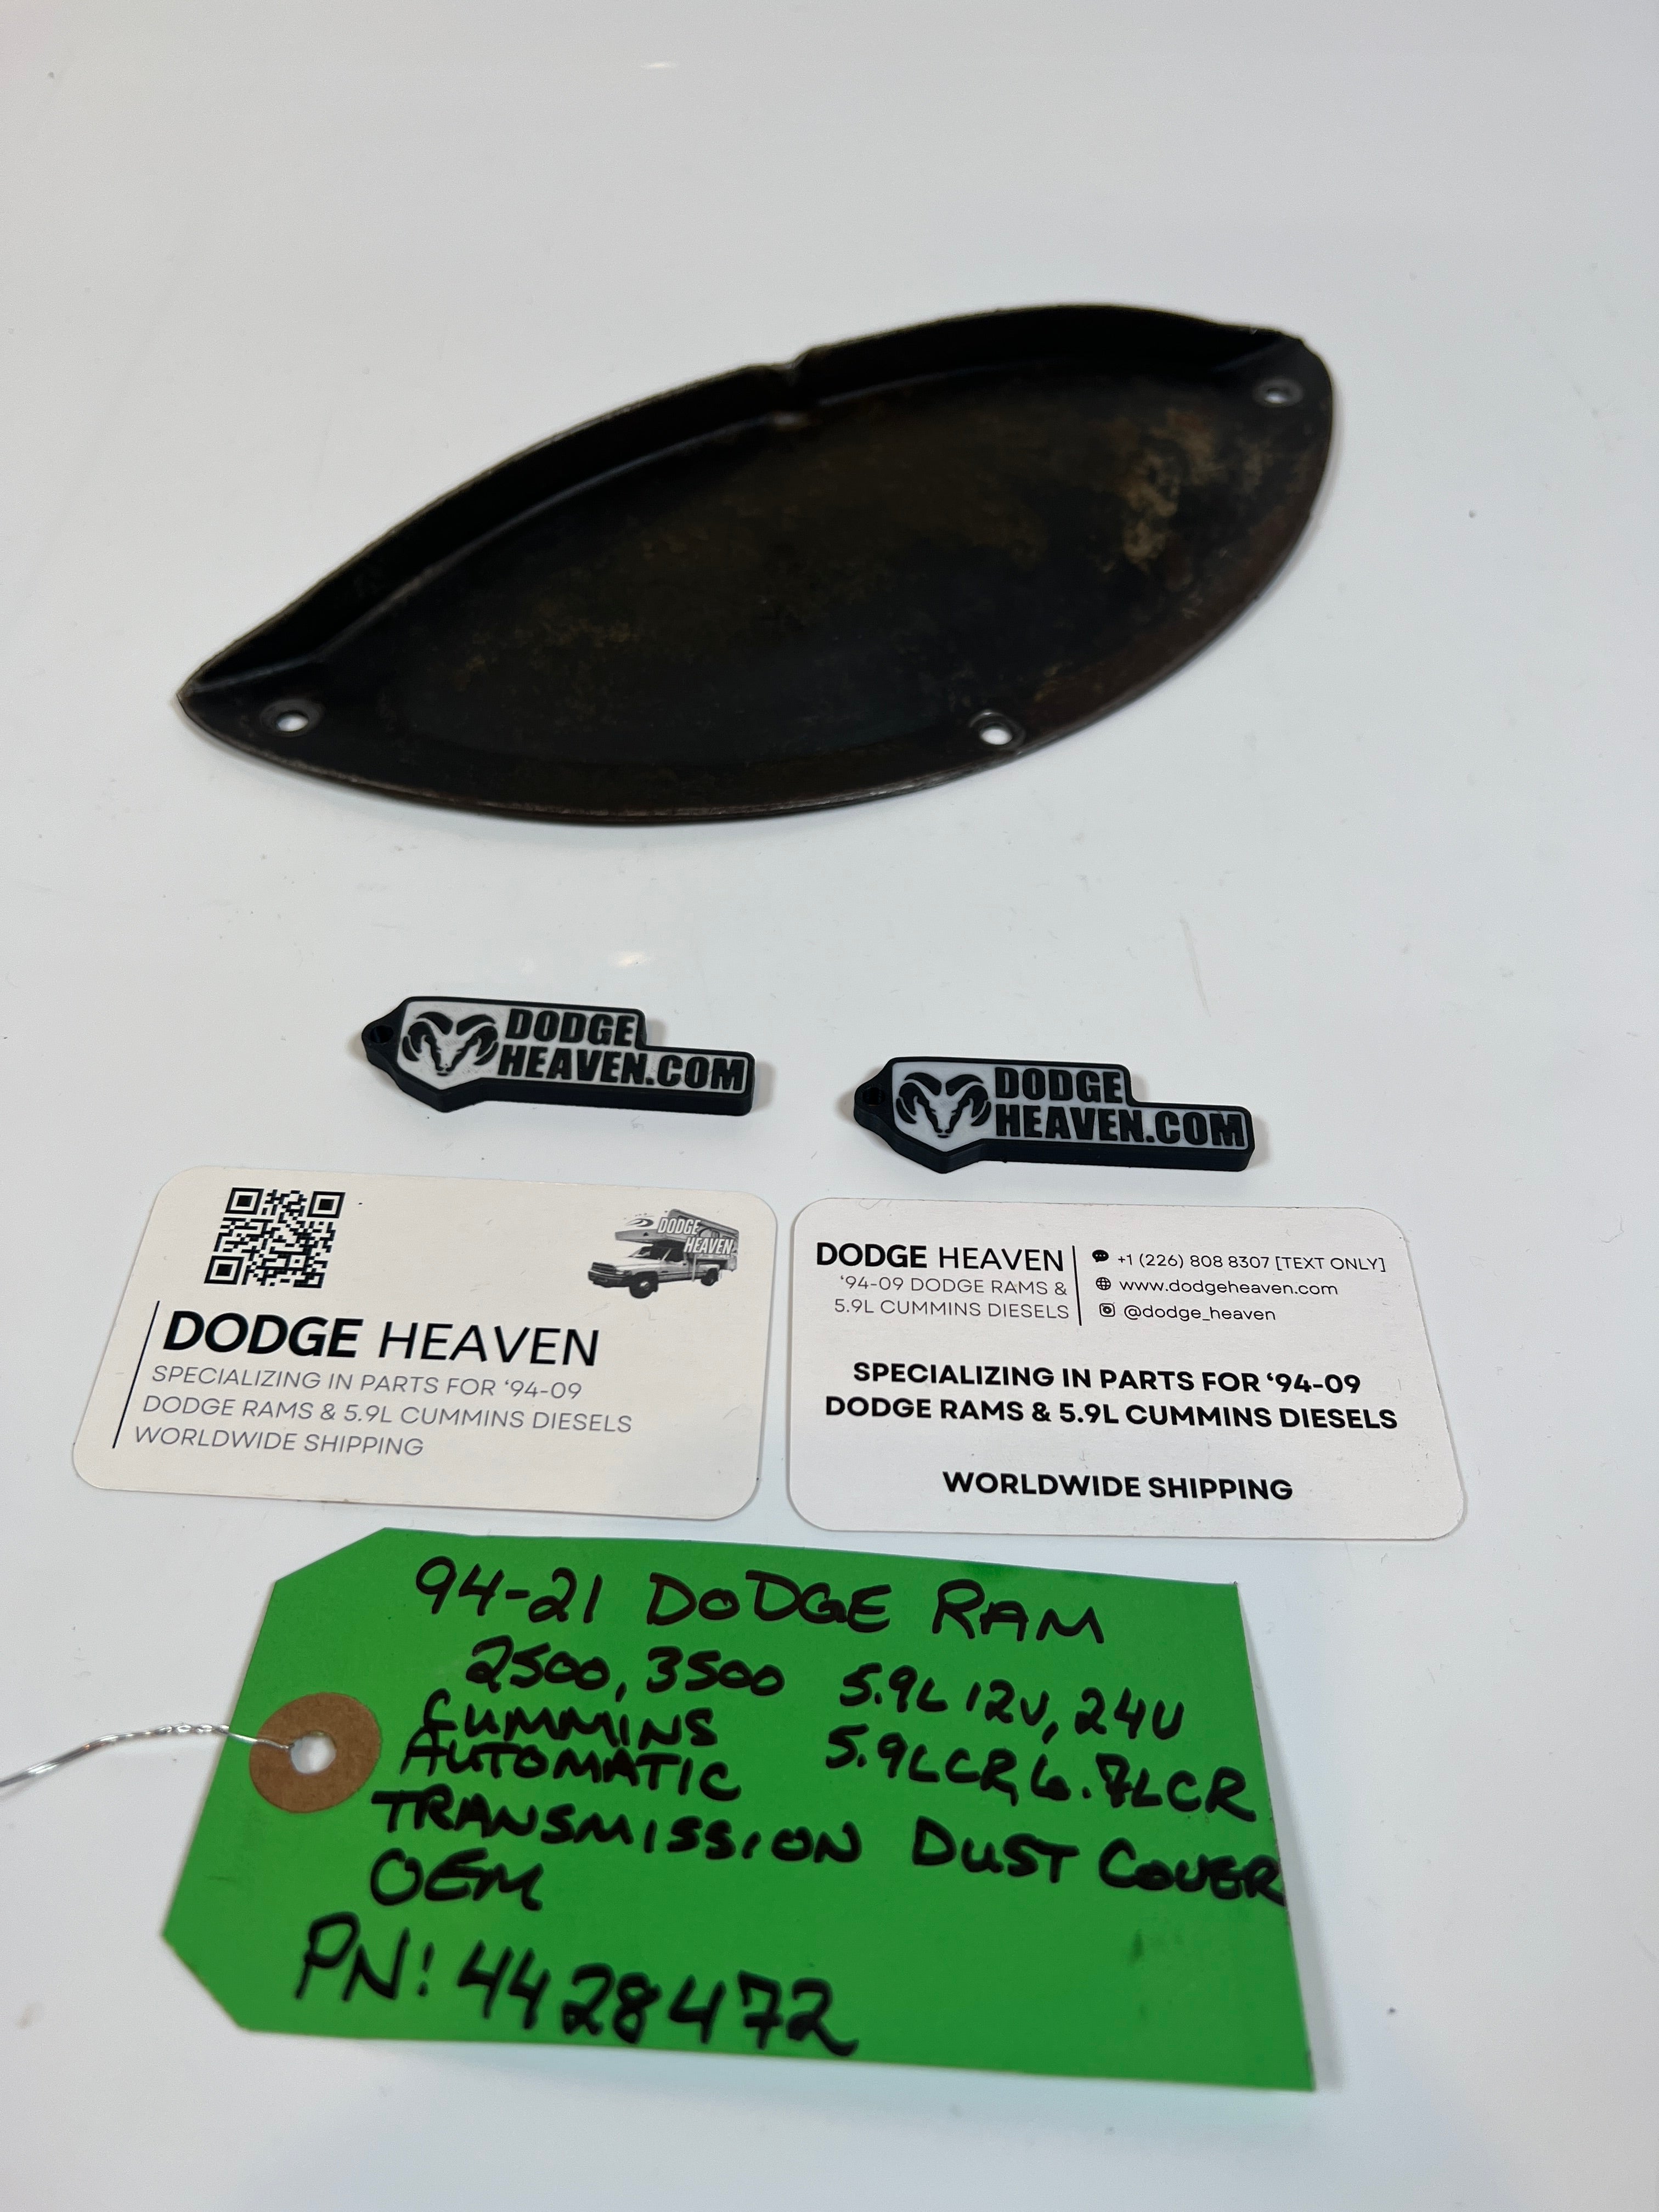 DODGE
HEAVEN.COM
DODGE
HEAVEN.COM
DODGE
HEAVEN
DODGE HEAVEN
SPECIALIZING IN PARTS FOR ‘94-09
DODGE RAMS & 5.9L CUMMINS DIESELS
WORLDWIDE SHIPPING
DODGE HEAVEN
‘94-09 DODGE RAMS &
5.9L CUMMINS DIESELS
+1 (226) 808 8307 [TEXT ONLY]
www.dodgeheaven.com
@dodge_heaven
SPECIALIZING IN PARTS FOR ‘94-09
DODGE RAMS & 5.9L CUMMINS DIESELS
WORLDWIDE SHIPPING
94-21 DODGE RAM
2500, 3500 5.9L 12V, 24V
CUMMINS 5.9LCR, 6.7LCR
AUTOMATIC
TRANSMISSION DUST COVER
OEM
PN: 4428472